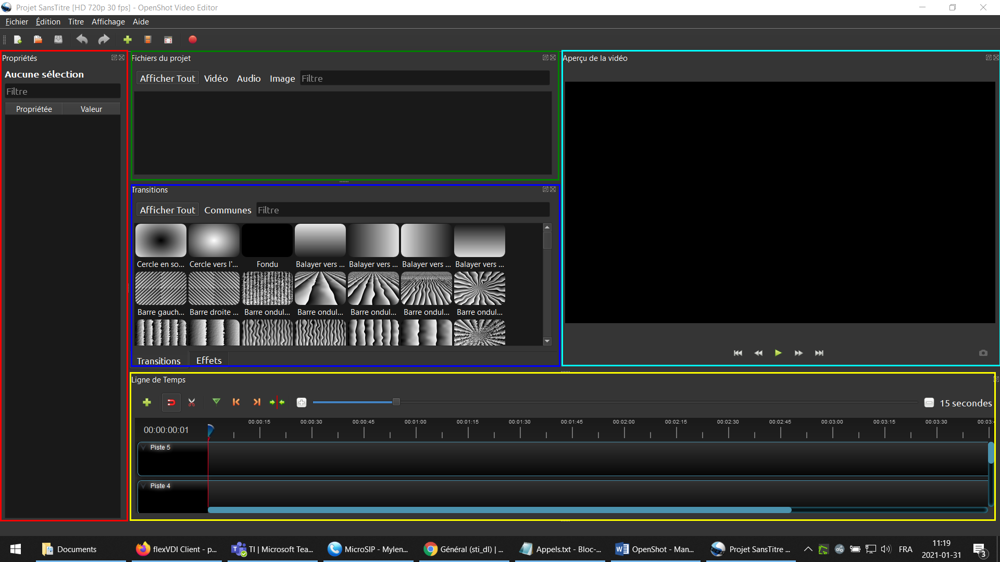 Projet SansTitre [HD 720p 30 fps] - OpenShot Video Editor
Fichier Édition Titre Affichage Aide
Propriétés
Aucune sélection
Filtre
Propriétée Valeur
Fichiers du projet
Afficher Tout Vidéo Audio Image Filtre
Transitions
Afficher Tout Communes Filtre
Cercle en so... Cercle vers l'... Fondu Balayer vers ... Balayer vers ... Balayer vers ... Balayer vers ...
Barre gauch... Barre droite ... Barre ondul... Barre ondul... Barre ondul... Barre ondul... Barre ondul...
Transitions Effets
Aperçu de la vidéo
Ligne de Temps
15 secondes
00:00:15 00:00:30 00:00:45 00:01:00 00:01:15 00:01:30 00:01:45 00:02:00 00:02:15 00:02:30 00:02:45 00:03:00 00:03:15 00:03:30 00:03:4
00:00:00:01
Piste 5
Piste 4
Documents
flexVDI Client - p...
TI | Microsoft Tea...
MicroSIP - Mylen...
Général (sti_dl) | ...
Appels.txt - Bloc-...
OpenShot - Man...
Projet SansTitre ...
FRA
11:19
2021-01-31
3